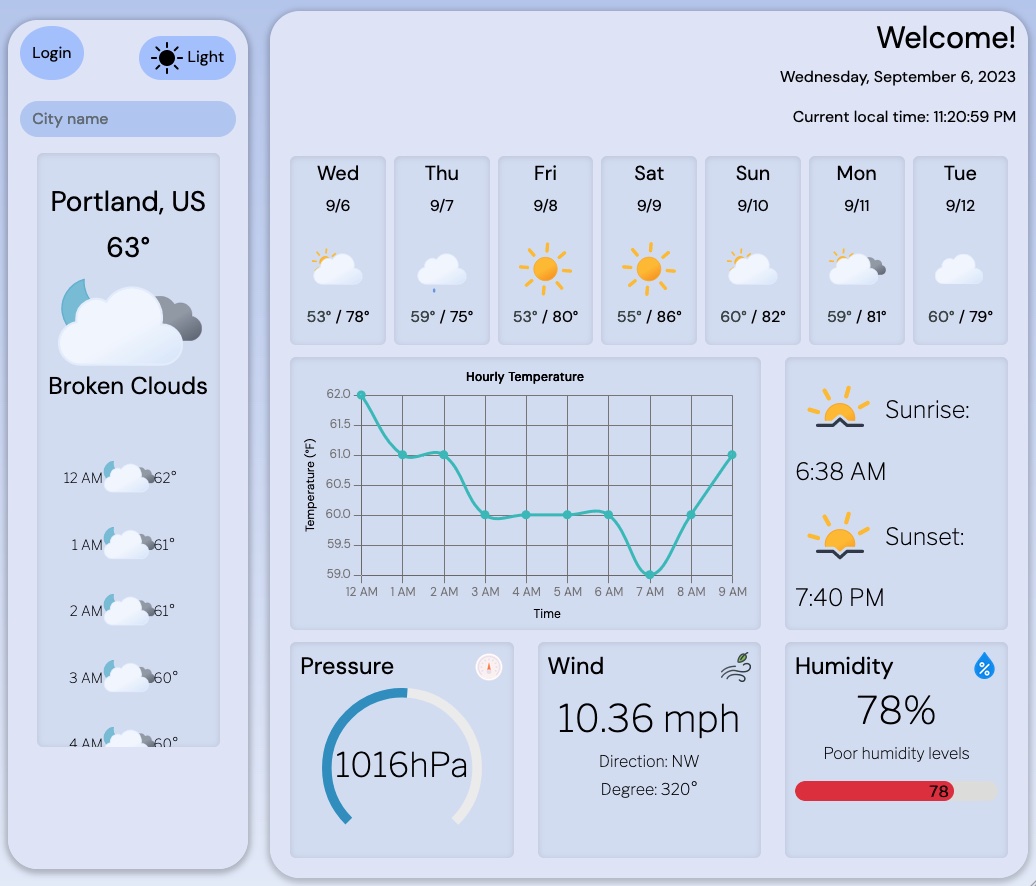 Login
Light
City name
Portland, US
63°
Broken Clouds
12 AM 62°
1 AM 61°
2 AM 61°
3 AM 60°
4 AM 60°
Welcome!
Wednesday, September 6, 2023
Current local time: 11:20:59 PM
Wed Thu Fri Sat Sun Mon Tue
9/6 9/7 9/8 9/9 9/10 9/11 9/12
53° / 78° 59° / 75° 53° / 80° 55° / 86° 60° / 82° 59° / 81° 60° / 79°
Hourly Temperature
Temperature (°F)
62.0
61.5
61.0
60.5
60.0
59.5
59.0
12 AM 1 AM 2 AM 3 AM 4 AM 5 AM 6 AM 7 AM 8 AM 9 AM
Time
Sunrise:
6:38 AM
Sunset:
7:40 PM
Pressure
1016hPa
Wind
10.36 mph
Direction: NW
Degree: 320°
Humidity
%
78%
Poor humidity levels
78